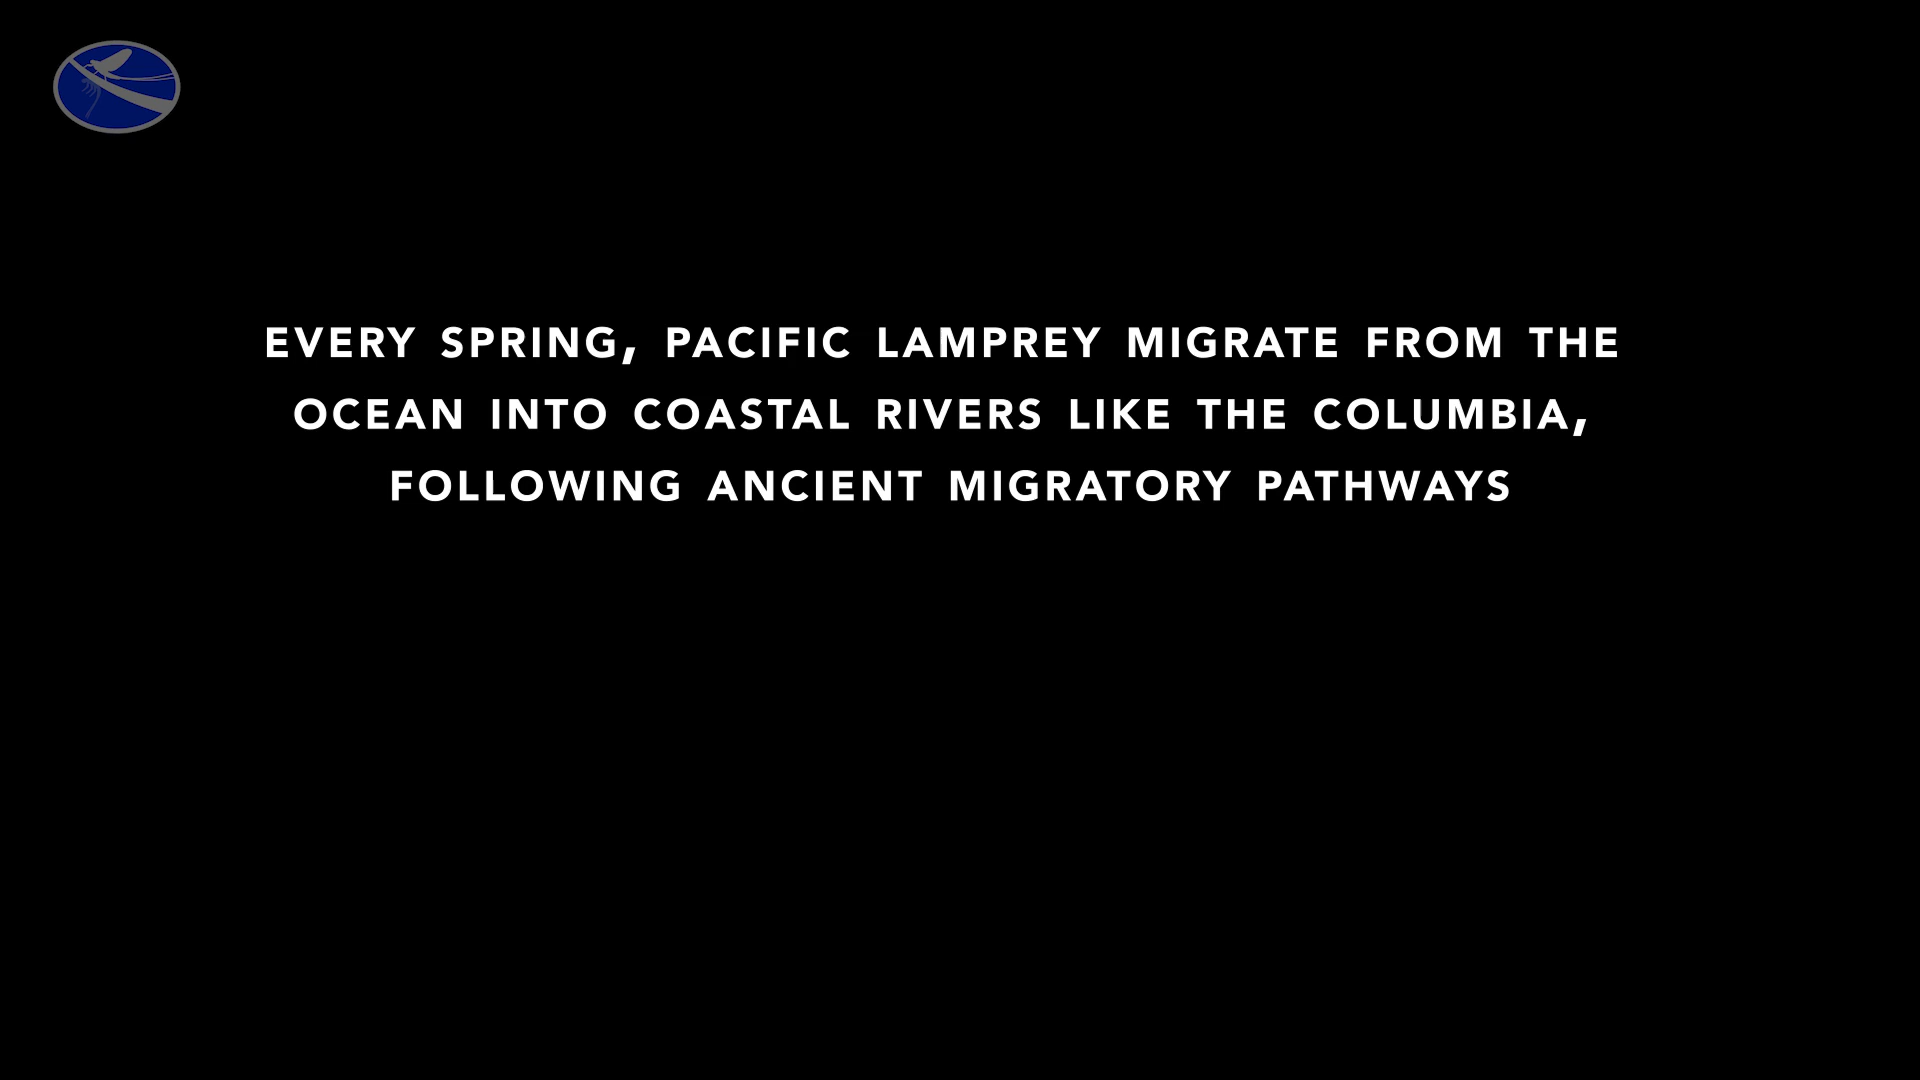 EVERY SPRING, PACIFIC LAMPREY MIGRATE FROM THE
OCEAN INTO COASTAL RIVERS LIKE THE COLUMBIA,
FOLLOWING ANCIENT MIGRATORY PATHWAYS